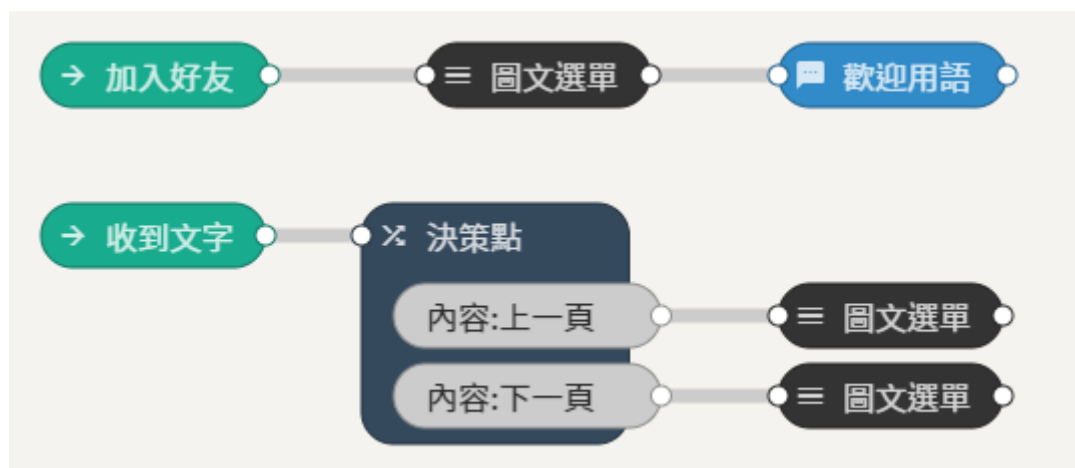 加入好友
圖文選單
歡迎用語
收到文字
決策點
內容:上一頁
圖文選單
內容:下一頁
圖文選單